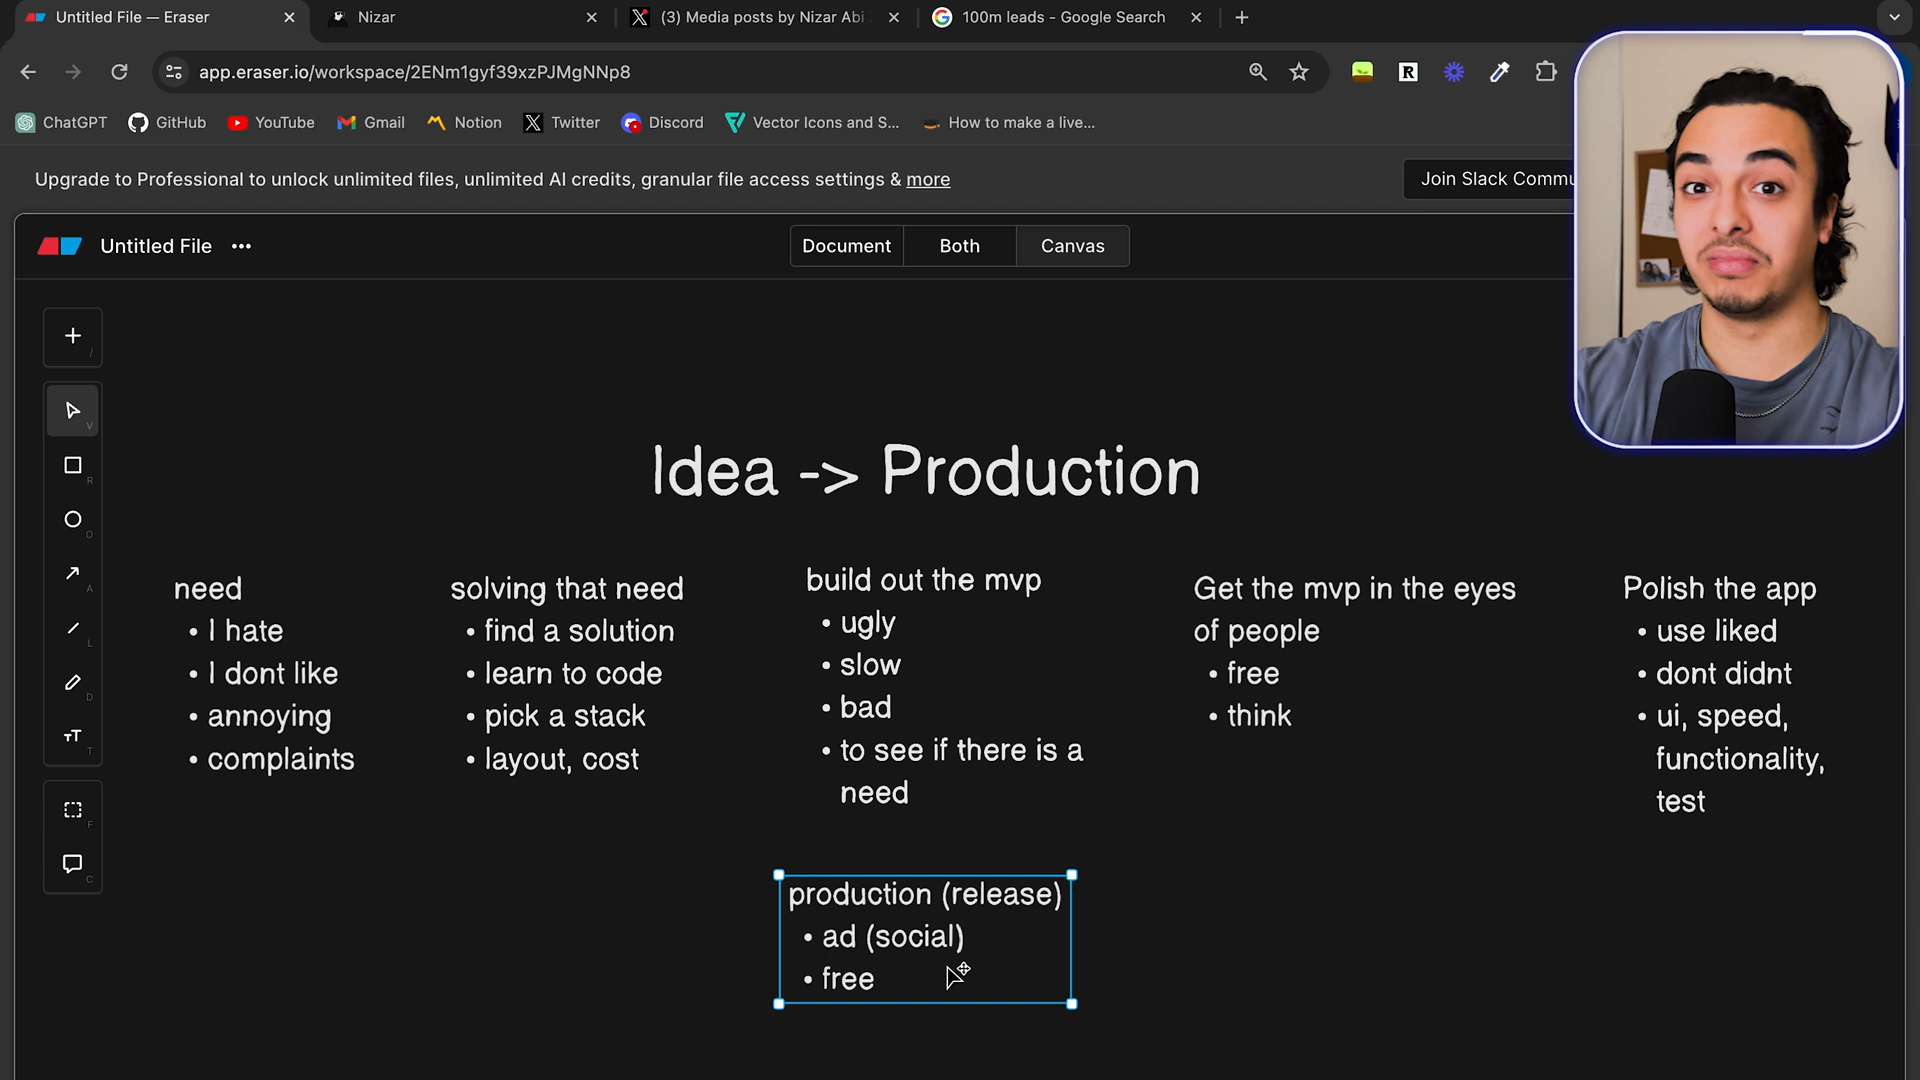 Untitled File — Eraser
Nizar
(3) Media posts by Nizar Abi
100m leads - Google Search
app.eraser.io/workspace/2ENm1gyf39xzPJMgNNp8
R
ChatGPT
GitHub
YouTube
Gmail
Notion
Twitter
Discord
Vector Icons and S...
How to make a live...
Upgrade to Professional to unlock unlimited files, unlimited AI credits, granular file access settings & more
Join Slack Commu
Untitled File
Document
Both
Canvas
/
V
R
O
A
L
D
T
F
C
Idea -> Production
need
• I hate
• I dont like
• annoying
• complaints
solving that need
• find a solution
• learn to code
• pick a stack
• layout, cost
build out the mvp
• ugly
• slow
• bad
• to see if there is a
need
Get the mvp in the eyes
of people
• free
• think
Polish the app
• use liked
• dont didnt
• ui, speed,
functionality,
test
production (release)
• ad (social)
• free